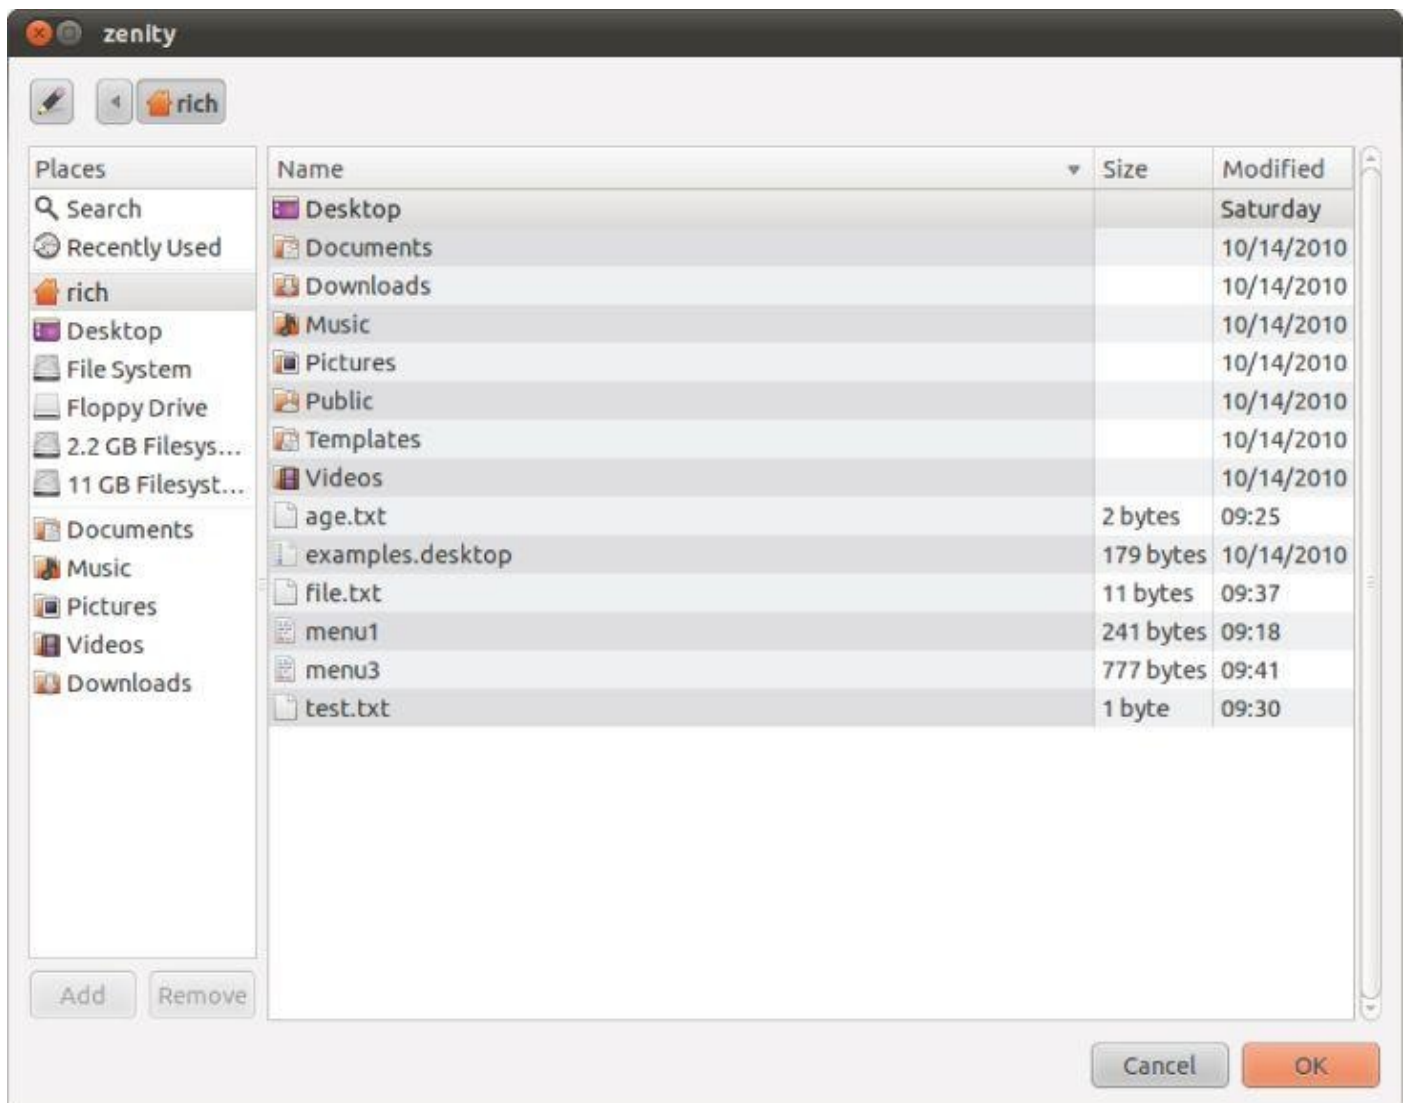 zenity
rich
Places
Search
Recently Used
rich
Desktop
File System
Floppy Drive
2.2 GB Filesys...
11 GB Filesyst...
Documents
Music
Pictures
Videos
Downloads
Add Remove
Name Size Modified
Desktop Saturday
Documents 10/14/2010
Downloads 10/14/2010
Music 10/14/2010
Pictures 10/14/2010
Public 10/14/2010
Templates 10/14/2010
Videos 10/14/2010
age.txt 2 bytes 09:25
examples.desktop 179 bytes 10/14/2010
file.txt 11 bytes 09:37
menu1 241 bytes 09:18
menu3 777 bytes 09:41
test.txt 1 byte 09:30
Cancel OK